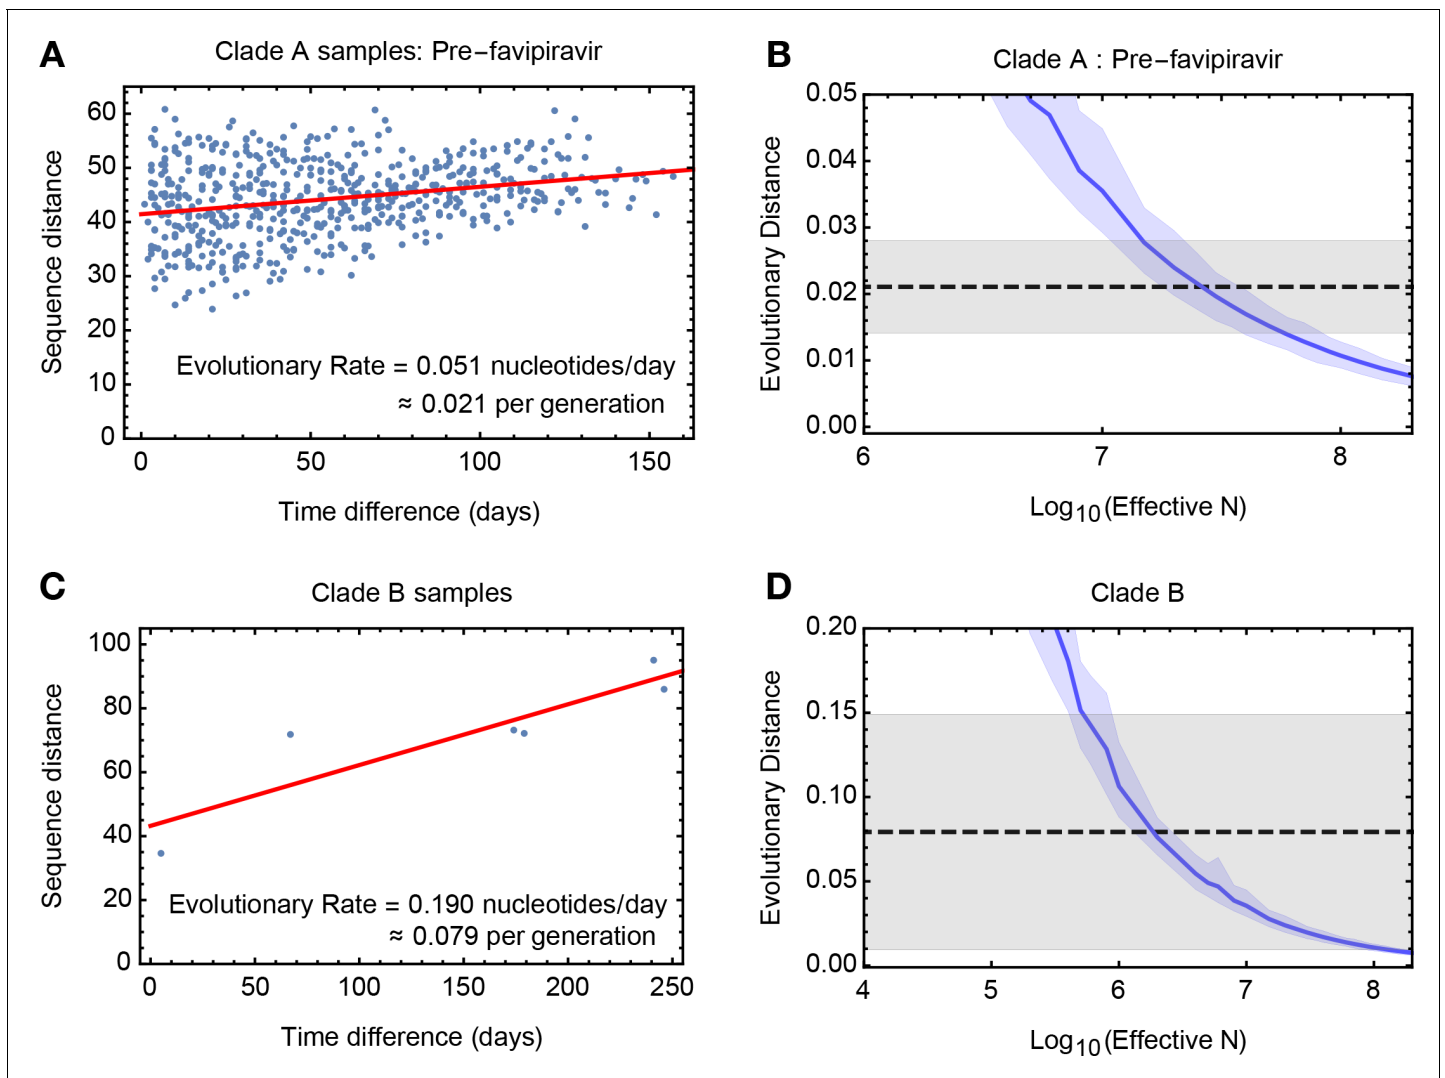 A
Clade A samples: Pre-favipiravir
Sequence distance
60
50
40
30
20
10
0
Evolutionary Rate = 0.051 nucleotides/day
≈ 0.021 per generation
0 50 100 150
Time difference (days)
B
Clade A : Pre-favipiravir
Evolutionary Distance
0.05
0.04
0.03
0.02
0.01
0.00
6 7 8
Log10(Effective N)
C
Clade B samples
Sequence distance
100
80
60
40
20
0
Evolutionary Rate = 0.190 nucleotides/day
≈ 0.079 per generation
0 50 100 150 200 250
Time difference (days)
D
Clade B
Evolutionary Distance
0.20
0.15
0.10
0.05
0.00
4 5 6 7 8
Log10(Effective N)